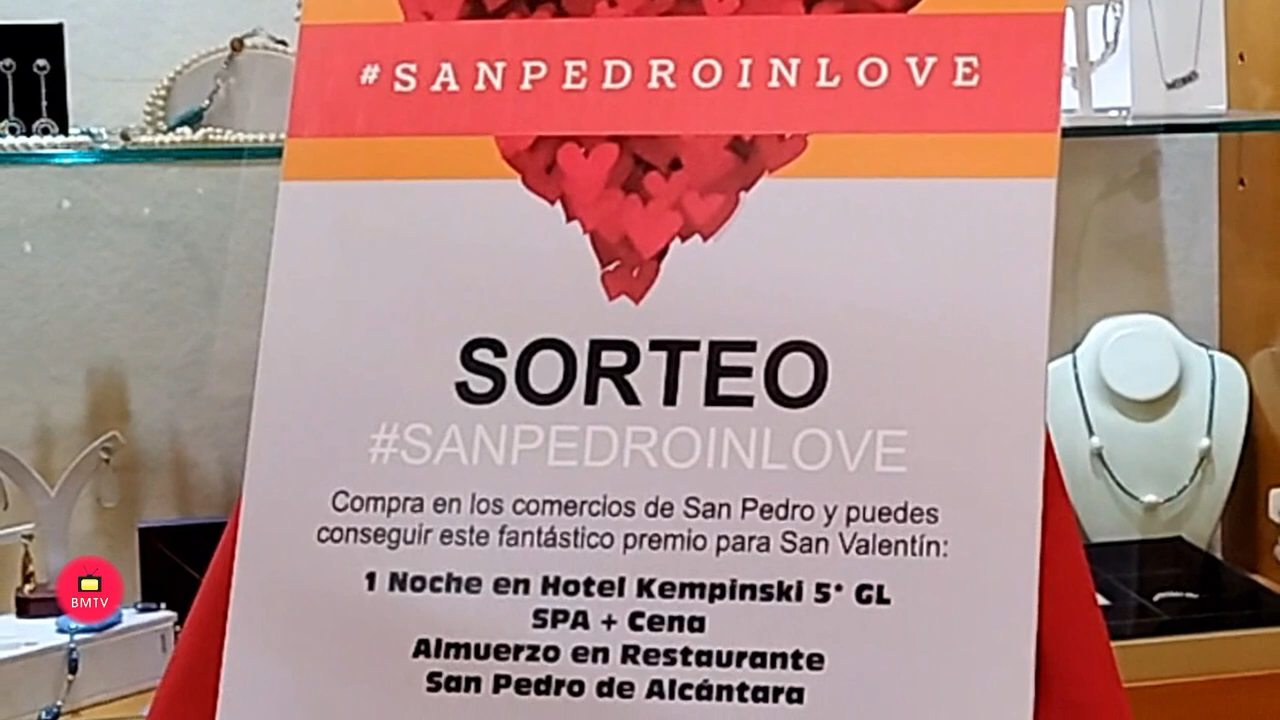 #SANPEDROINLOVE
SORTEO
#SANPEDROINLOVE
Compra en los comercios de San Pedro y puedes
conseguir este fantástico premio para San Valentín:
1 Noche en Hotel Kempinski 5* GL
SPA + Cena
Almuerzo en Restaurante
San Pedro de Alcántara
BMTV